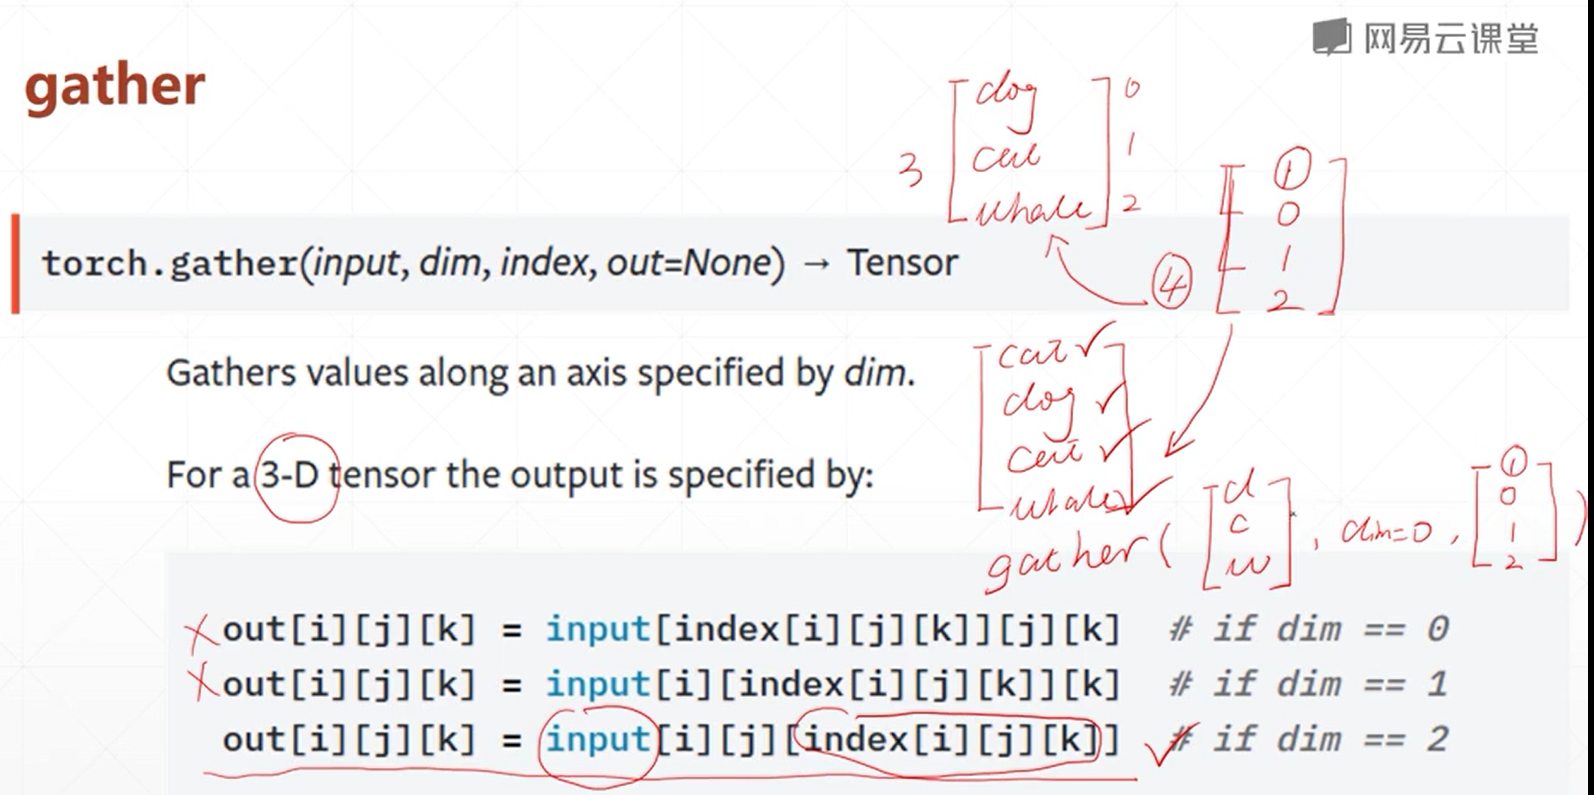 网易云课堂
gather
dog 0
3 cat 1
whale 2
1
0
1
2
4
torch.gather(input, dim, index, out=None) → Tensor
Gathers values along an axis specified by dim.
cat
dog
cat
whale
For a 3-D tensor the output is specified by:
gather( [d c w], dim=0, [1 0 1 2] )
out[i][j][k] = input[index[i][j][k]][j][k] # if dim == 0
out[i][j][k] = input[i][index[i][j][k]][k] # if dim == 1
out[i][j][k] = input[i][j][index[i][j][k]] # if dim == 2